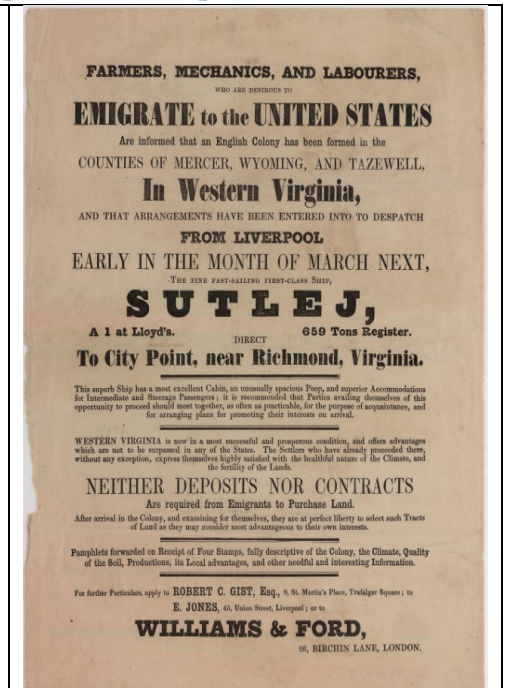 FARMERS, MECHANICS, AND LABOURERS,
WHO ARE DESIROUS TO
EMIGRATE to the UNITED STATES
Are informed that an English Colony has been formed in the
COUNTIES OF MERCER, WYOMING, AND TAZEWELL,
In Western Virginia,
AND THAT ARRANGEMENTS HAVE BEEN ENTERED INTO TO DESPATCH
FROM LIVERPOOL
EARLY IN THE MONTH OF MARCH NEXT,
THE FINE FAST-SAILING FIRST-CLASS SHIP,
SUTLEJ,
A 1 at Lloyd's. 659 Tons Register.
DIRECT
To City Point, near Richmond, Virginia.
This superb Ship has a most excellent Cabin, an unusually spacious Poop, and superior Accommodations
for Intermediate and Steerage Passengers; it is recommended that Parties availing themselves of this
opportunity to proceed should meet together, as often as practicable, for the purpose of acquaintance, and
for arranging plans for promoting their interests on arrival.
WESTERN VIRGINIA is now in a most successful and prosperous condition, and offers advantages
which are not to be surpassed in any of the States. The Settlers who have already proceeded there,
without any exception, express themselves highly satisfied with the healthful nature of the Climate, and
the fertility of the Lands.
NEITHER DEPOSITS NOR CONTRACTS
Are required from Emigrants to Purchase Land.
After arrival in the Colony, and examining for themselves, they are at perfect liberty to select such Tracts
of Land as they may consider most advantageous to their own interests.
Pamphlets forwarded on Receipt of Four Stamps, fully descriptive of the Colony, the Climate, Quality
of the Soil, Productions, its Local advantages, and other needful and interesting Information.
For further Particulars, apply to ROBERT C. GIST, Esq., 8, St. Martin's Place, Trafalgar Square; to
E. JONES, 45, Union Street, Liverpool; or to
WILLIAMS & FORD,
26, BIRCHIN LANE, LONDON.